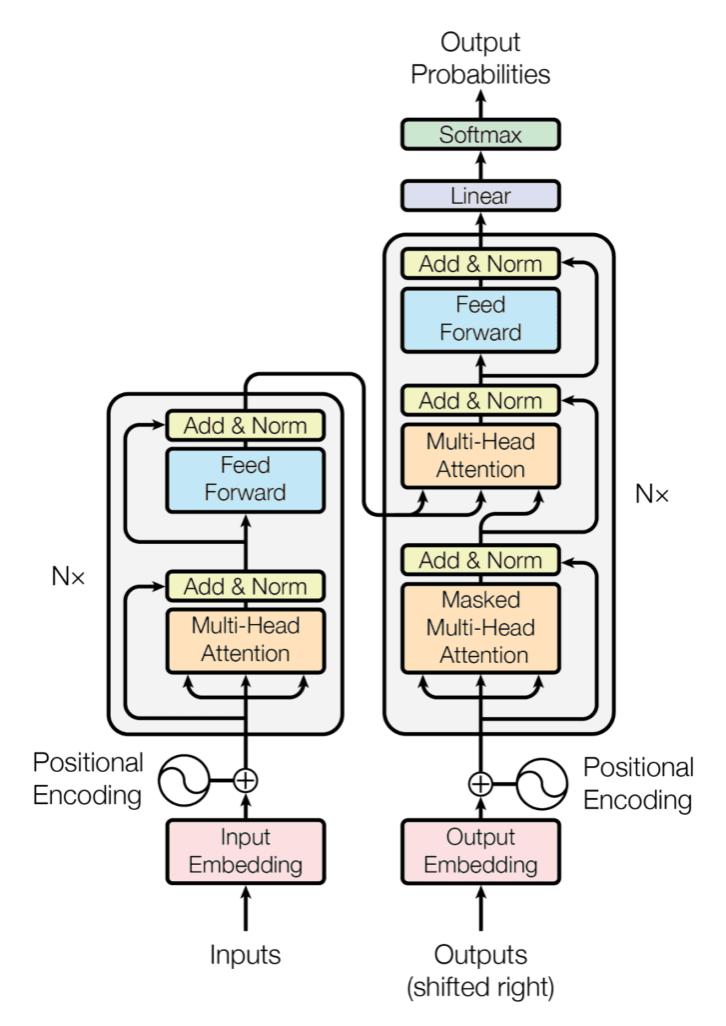 Output
Probabilities
Softmax
Linear
Add & Norm
Feed
Forward
Add & Norm
Multi-Head
Attention
Add & Norm
Masked
Multi-Head
Attention
N×
Positional
Encoding
Output
Embedding
Outputs
(shifted right)
Add & Norm
Feed
Forward
Add & Norm
Multi-Head
Attention
N×
Positional
Encoding
Input
Embedding
Inputs